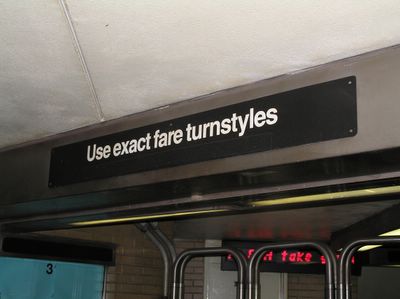 Use exact fare turnstyles
take
3